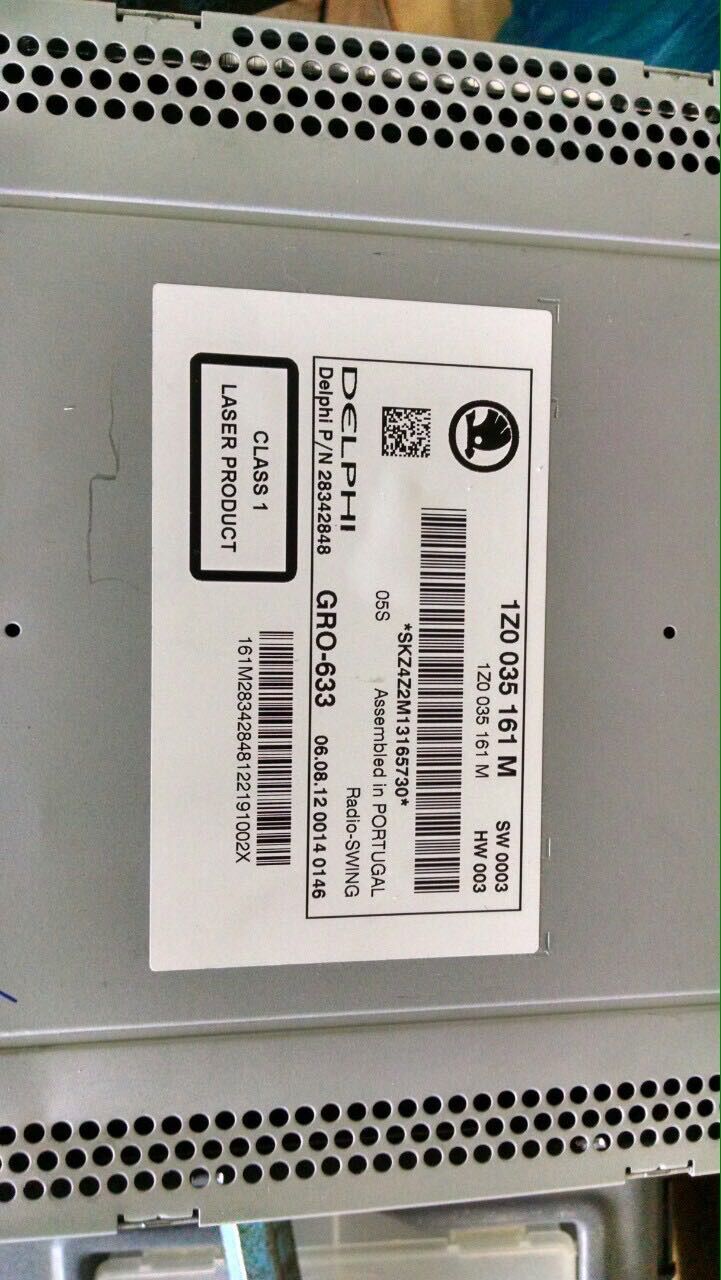 1Z0 035 161 M SW 0003
1Z0 035 161 M HW 003
*SKZ4Z2M13165730*
05S Assembled in PORTUGAL
Radio-SWING
DELPHI
Delphi P/N 28342848 GRO-633 06.08.12 0014 0146
CLASS 1
LASER PRODUCT
161M28342848122191002X